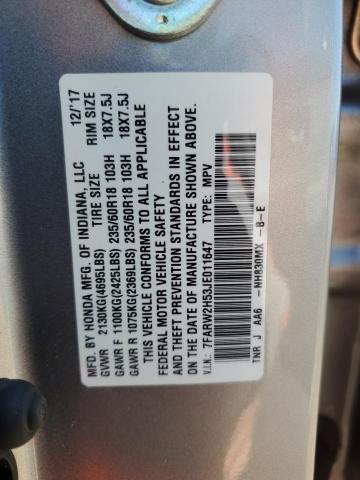 MFD. BY HONDA MFG. OF INDIANA, LLC 12/'17
GVWR 2130KG(4695LBS) TIRE SIZE RIM SIZE
GAWR F 1100KG(2425LBS) 235/60R18 103H 18X7.5J
GAWR R 1075KG(2369LBS) 235/60R18 103H 18X7.5J
THIS VEHICLE CONFORMS TO ALL APPLICABLE
FEDERAL MOTOR VEHICLE SAFETY
AND THEFT PREVENTION STANDARDS IN EFFECT
ON THE DATE OF MANUFACTURE SHOWN ABOVE.
V.I.N.: 7FARW2H53JE011647 TYPE: MPV
TNR J AA6 -NH830MX -B-E